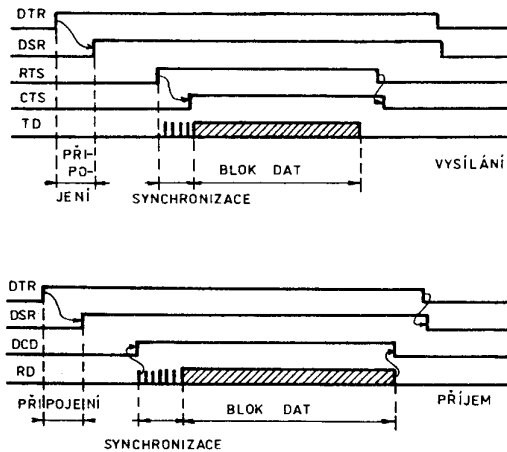 DTR
DSR
RTS
CTS
TD
PŘI-
PO-
JENÍ
SYNCHRONIZACE
BLOK DAT
VYSÍLÁNÍ
DTR
DSR
DCD
RD
PŘIPOJEINÍ
BLOK DAT
PŘÍJEM
SYNCHRONIZACE